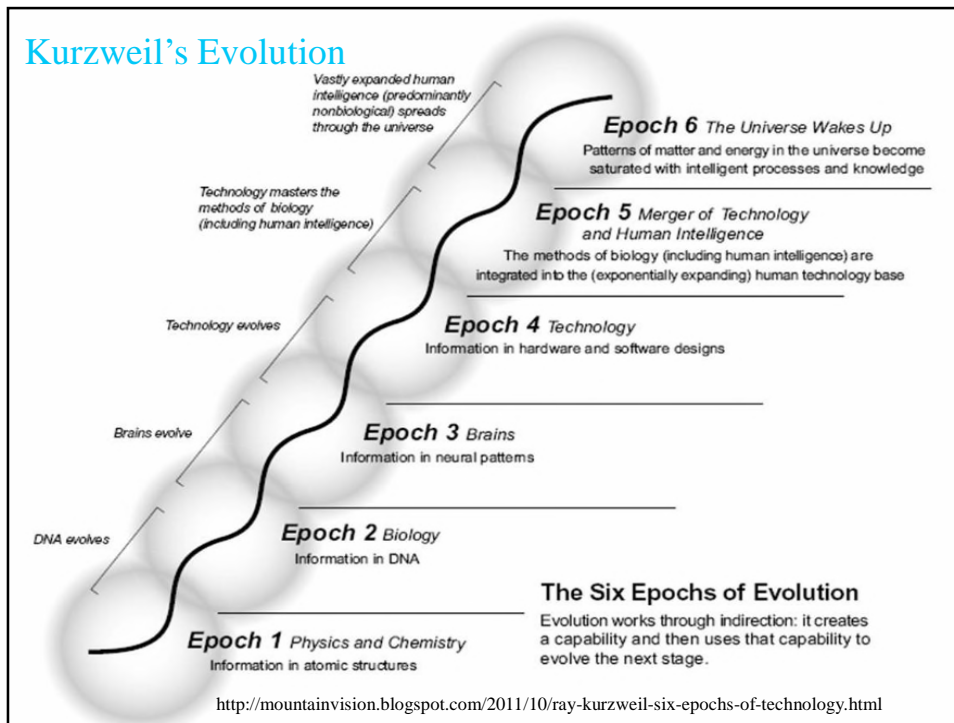 Kurzweil's Evolution
Vastly expanded human
intelligence (predominantly
nonbiological) spreads
through the universe
Epoch 6 The Universe Wakes Up
Patterns of matter and energy in the universe become
saturated with intelligent processes and knowledge
Technology masters the
methods of biology
(including human intelligence)
Epoch 5 Merger of Technology
and Human Intelligence
The methods of biology (including human intelligence) are
integrated into the (exponentially expanding) human technology base
Technology evolves
Epoch 4 Technology
Information in hardware and software designs
Brains evolve
Epoch 3 Brains
Information in neural patterns
DNA evolves
Epoch 2 Biology
Information in DNA
Epoch 1 Physics and Chemistry
Information in atomic structures
The Six Epochs of Evolution
Evolution works through indirection: it creates
a capability and then uses that capability to
evolve the next stage.
http://mountainvision.blogspot.com/2011/10/ray-kurzweil-six-epochs-of-technology.html